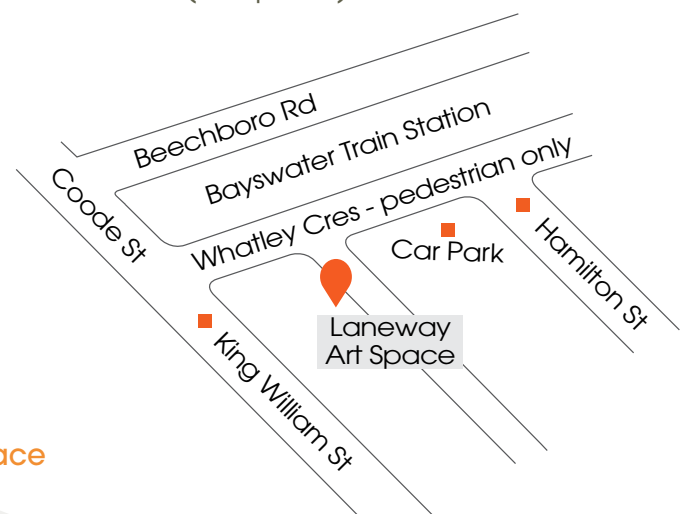 Beechboro Rd
Bayswater Train Station
Coode St
Whatley Cres - pedestrian only
Car Park
Hamilton St
Laneway
Art Space
King William St
ace